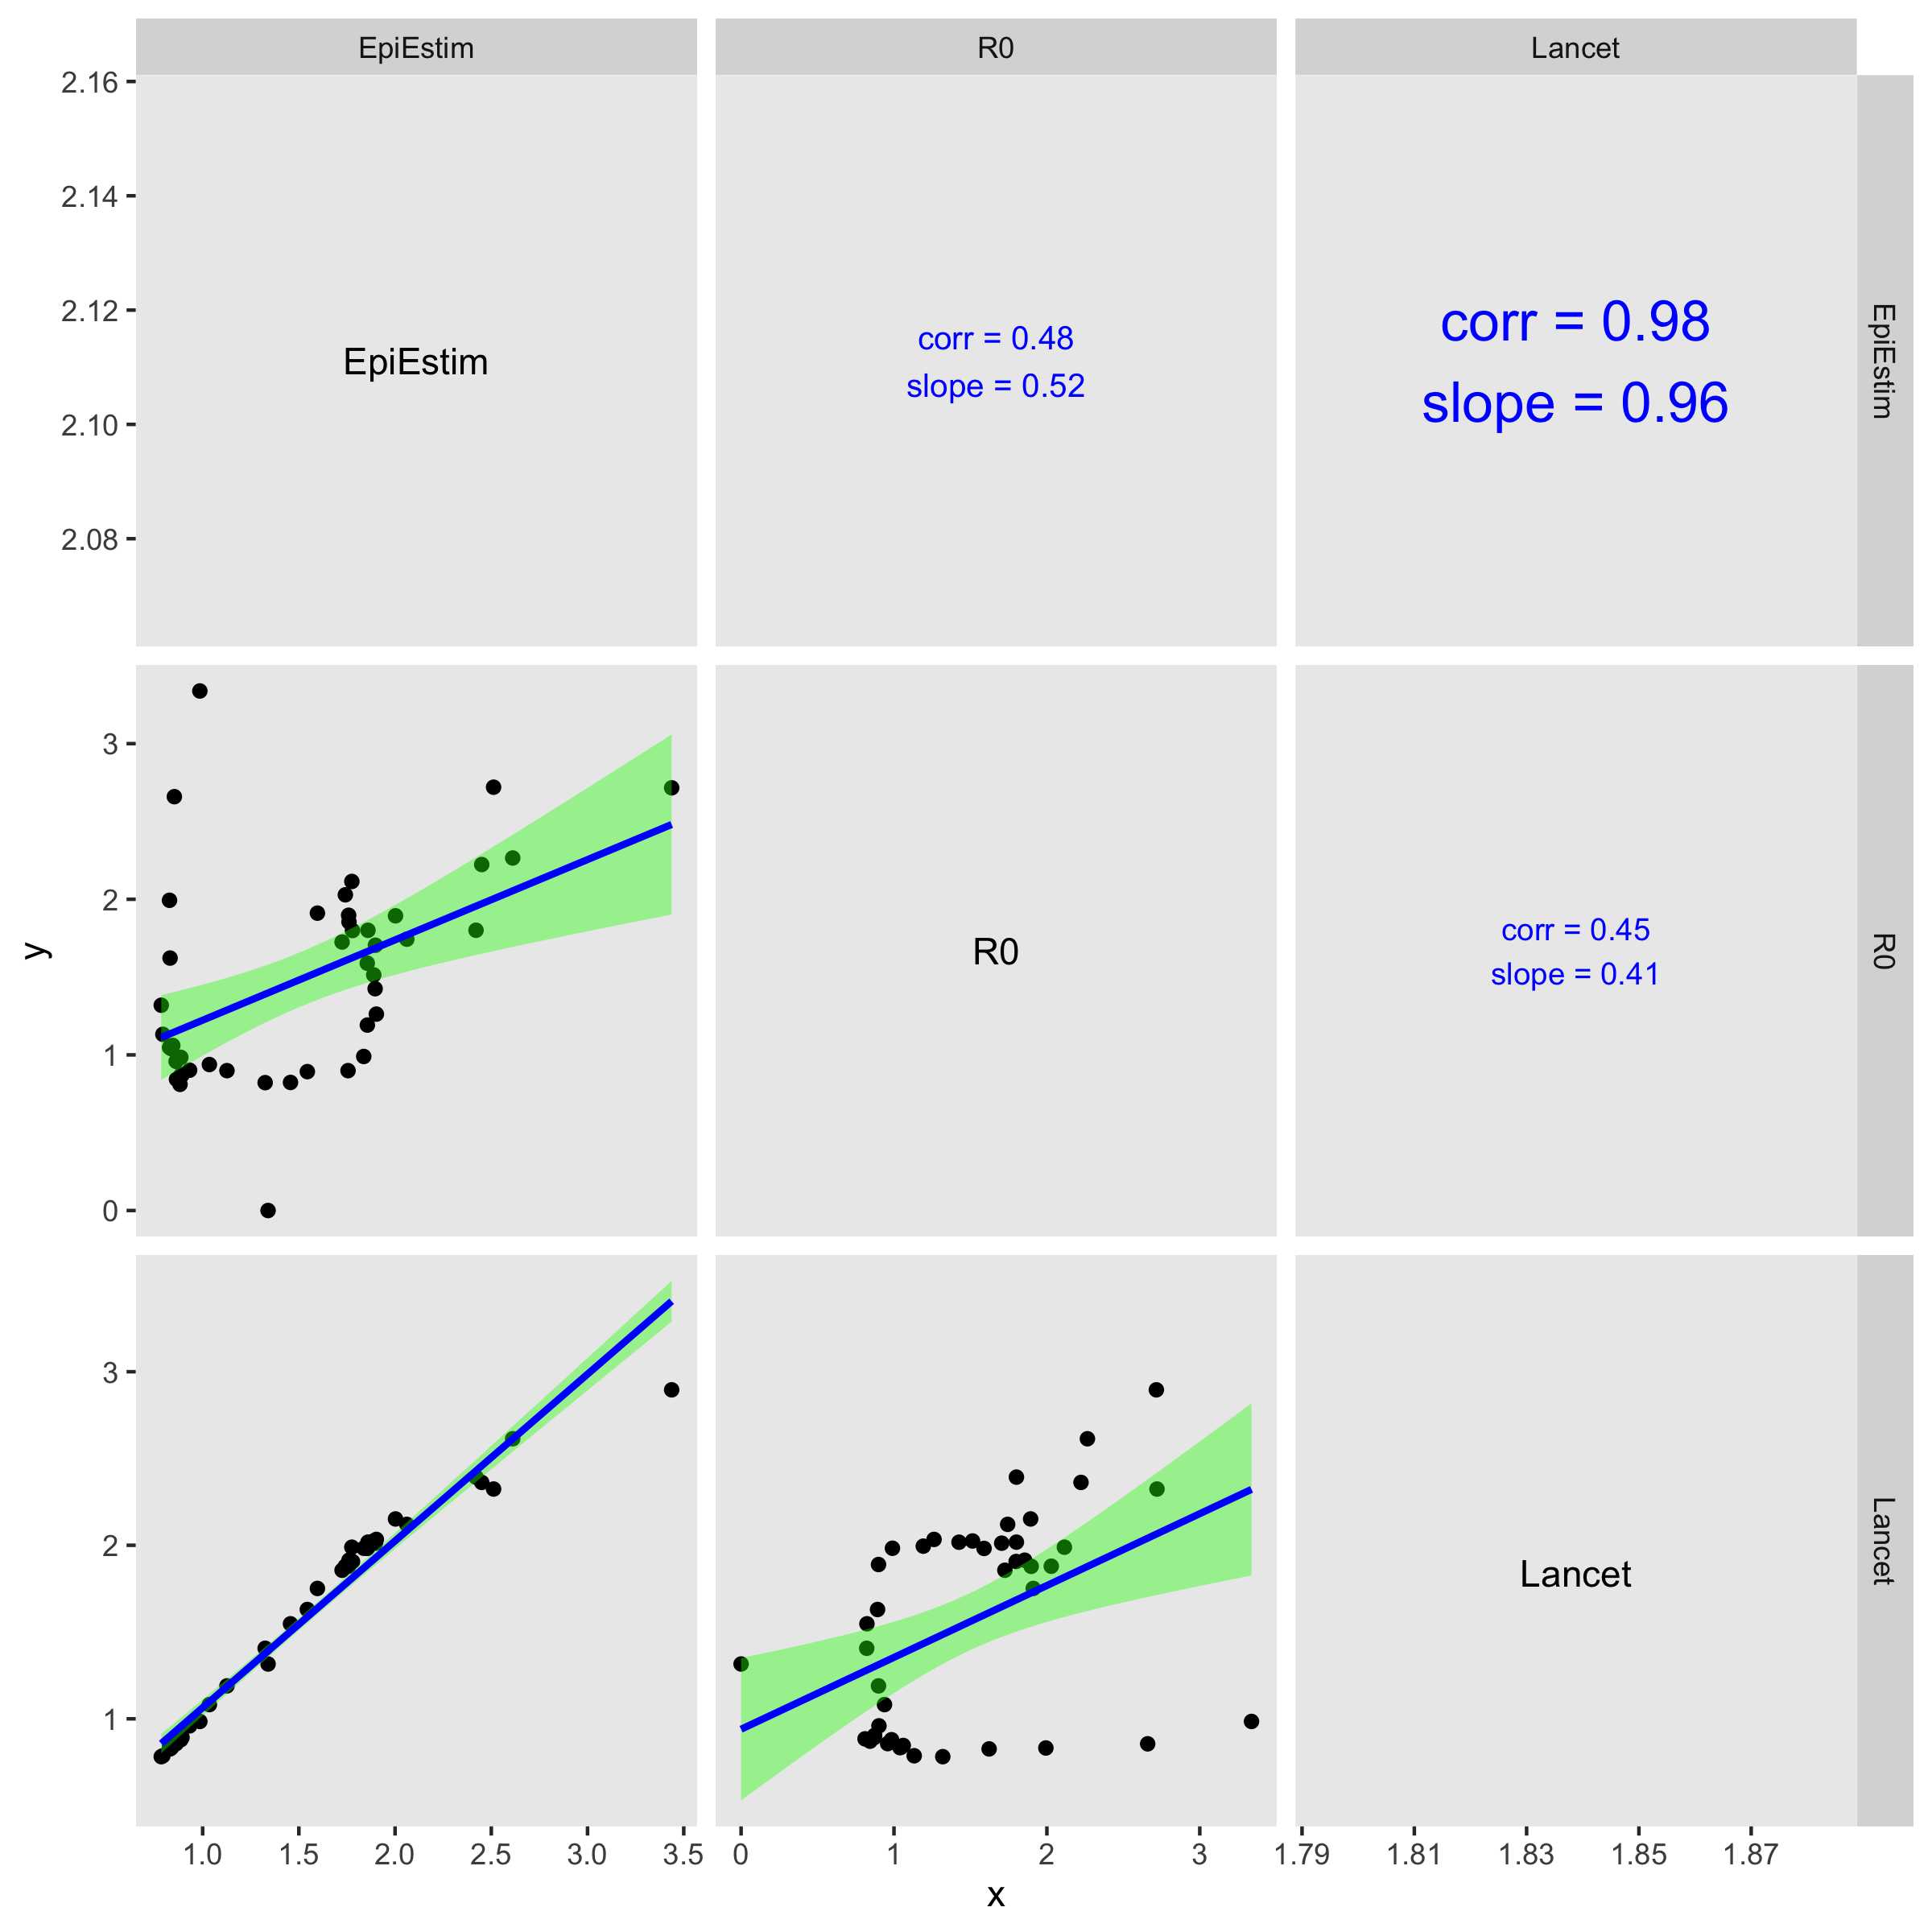 EpiEstim
R0
Lancet
2.16
2.14
2.12
2.10
2.08
EpiEstim
corr = 0.48
slope = 0.52
corr = 0.98
slope = 0.96
EpiEstim
3
2
1
0
R0
corr = 0.45
slope = 0.41
R0
y
3
2
1
Lancet
Lancet
1.0 1.5 2.0 2.5 3.0 3.5
0 1 2 3
1.79 1.81 1.83 1.85 1.87
x